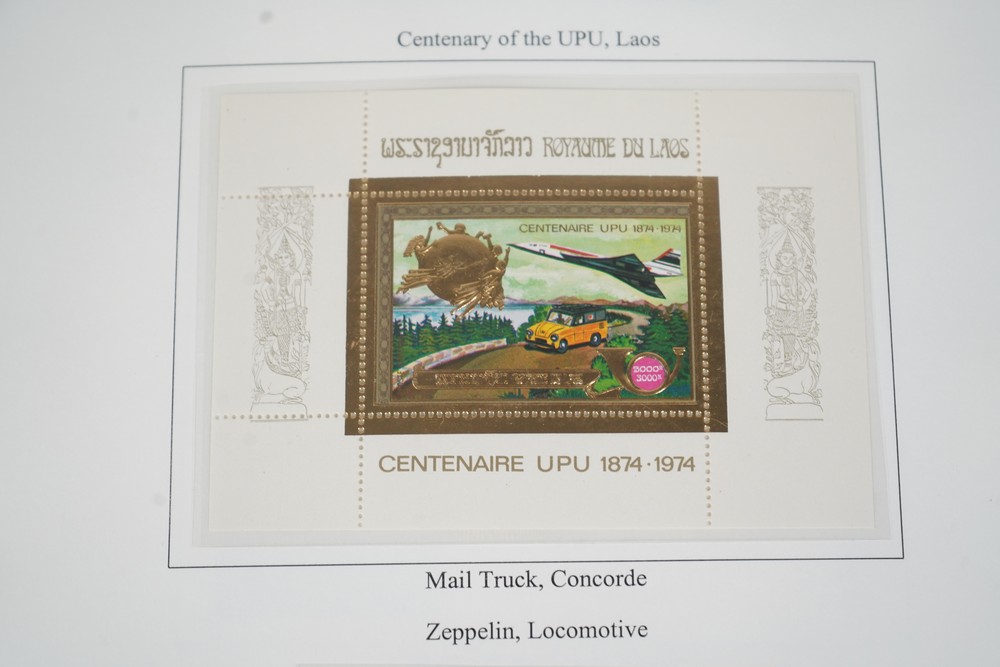 Centenary of the UPU, Laos
ພຣະຣາຊອານາຈັກລາວ ROYAUME DU LAOS
CENTENAIRE UPU 1874-1974
3000K
CENTENAIRE UPU 1874·1974
Mail Truck, Concorde
Zeppelin, Locomotive